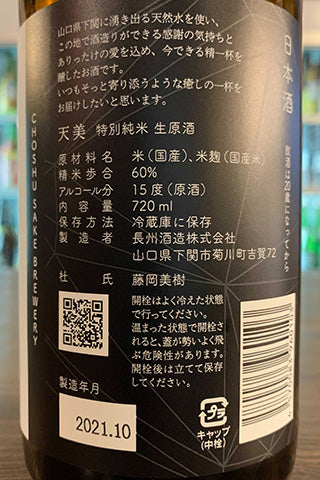 山口県下関に湧き出る天然水を使い、
この地で酒造りができる感謝の気持ちと
ありったけの愛を込め、今できる精一杯を
醸したお酒です。
いつもそっと寄り添うような癒しの一杯を
お届けしたいと思います。
天美 特別純米 生原酒
原材料名 米(国産)、米麹(国産米)
精米歩合 60%
アルコール分 15度(原酒)
内容量 720ml
保存方法 冷蔵庫に保存
製造者 長州酒造株式会社
山口県下関市菊川町古賀72
杜氏 藤岡美樹
開栓はよく冷えた状態
で行ってください。
温まった状態で開栓す
されると、蓋が勢いよく飛
ぶ危険性があります。
開栓後は立てて保存
してください。
製造年月
2021.10
プラ
キャップ
(中栓)
日本酒
飲酒は20歳になってから
CHOSHU SAKE BREWERY